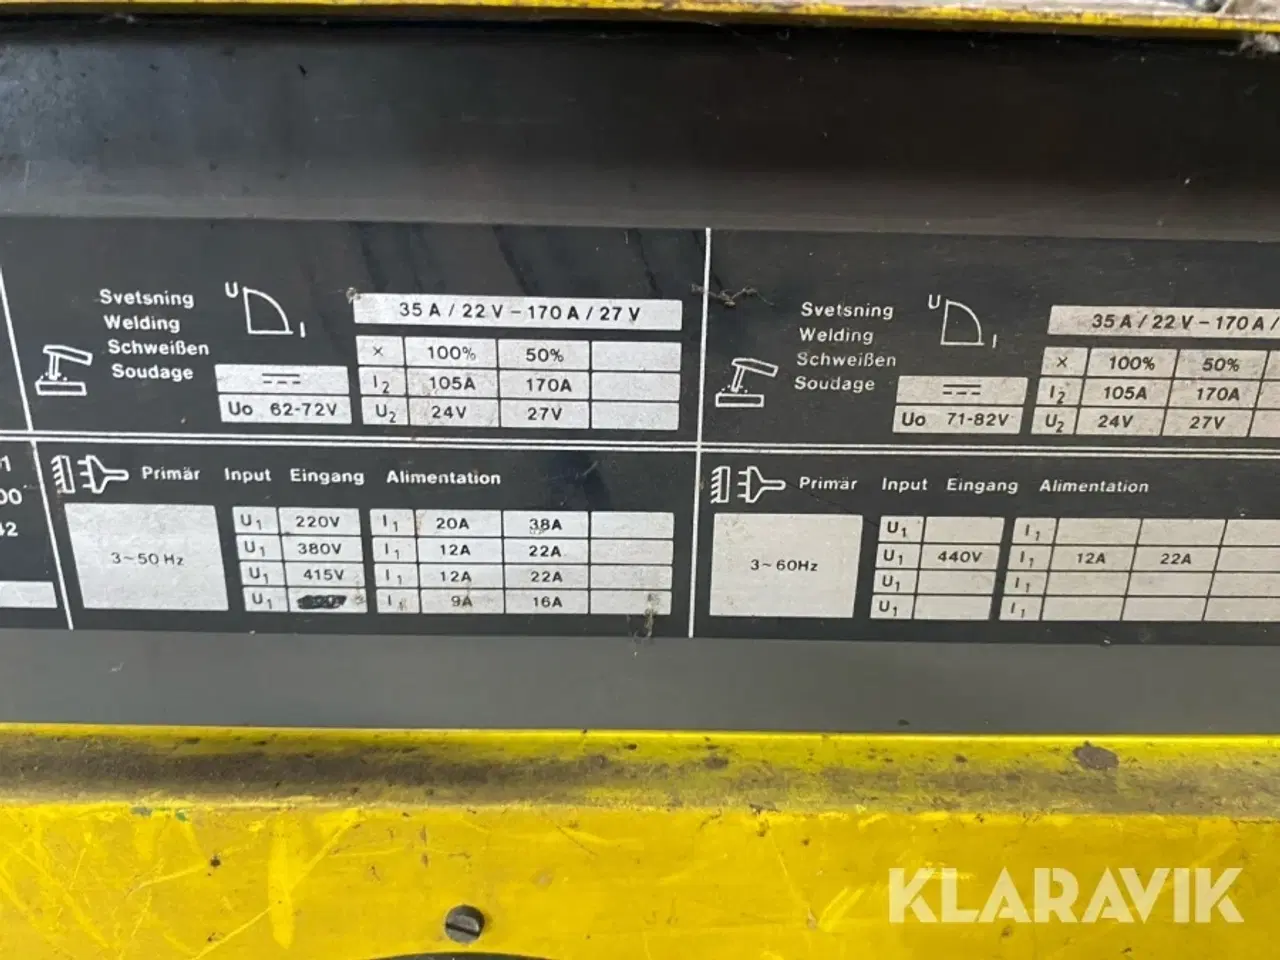 Svetsning
Welding
Schweißen
Soudage
U
I
35 A / 22 V – 170 A / 27 V
× 100% 50%
I2 105A 170A
U2 24V 27V
Uo 62-72V
Primär Input Eingang Alimentation
3~50 Hz
U1 220V I1 20A 38A
U1 380V I1 12A 22A
U1 415V I1 12A 22A
U1 I1 9A 16A
Svetsning
Welding
Schweißen
Soudage
U
I
35 A / 22 V – 170 A /
× 100% 50%
I2 105A 170A
U2 24V 27V
Uo 71-82V
Primär Input Eingang Alimentation
3~60Hz
U1 I1
U1 440V I1 12A 22A
U1 I1
U1 I1
KLARAVIK